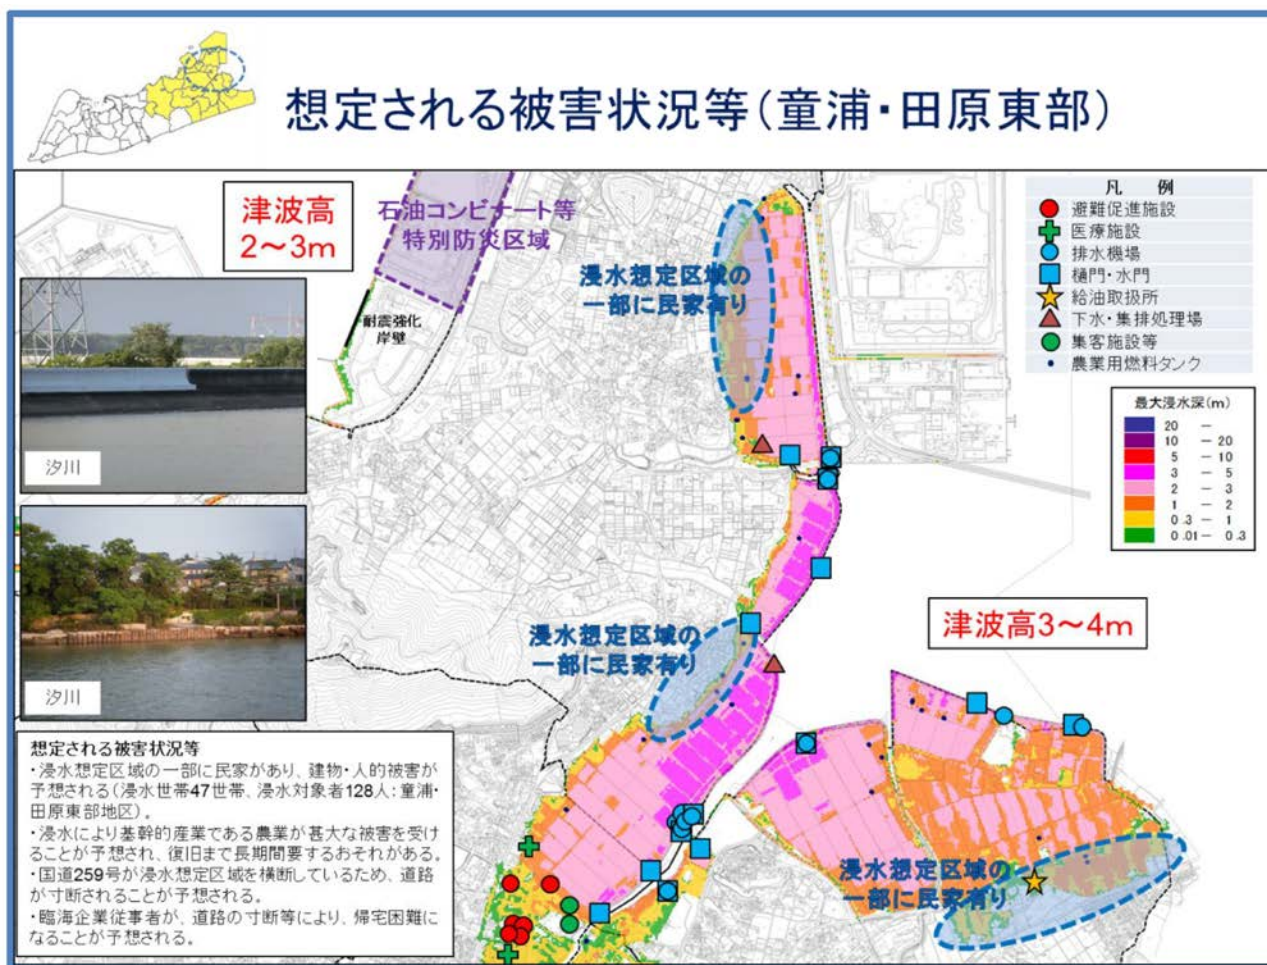 想定される被害状況等(童浦・田原東部)
津波高
2～3m
石油コンビナート等
特別防災区域
耐震強化
岸壁
浸水想定区域の
一部に民家有り
凡　例
避難促進施設
医療施設
排水機場
樋門・水門
給油取扱所
下水・集排処理場
集客施設等
農業用燃料タンク
最大浸水深(m)
20 －
10 － 20
5 － 10
3 － 5
2 － 3
1 － 2
0.3 － 1
0.01－ 0.3
汐川
汐川
津波高3～4m
浸水想定区域の
一部に民家有り
浸水想定区域の
一部に民家有り
想定される被害状況等
・浸水想定区域の一部に民家があり、建物・人的被害が
予想される(浸水世帯47世帯、浸水対象者128人：童浦・
田原東部地区)。
・浸水により基幹的産業である農業が甚大な被害を受け
ることが予想され、復旧まで長期間要するおそれがある。
・国道259号が浸水想定区域を横断しているため、道路
が寸断されることが予想される。
・臨海企業従事者が、道路の寸断等により、帰宅困難に
なることが予想される。